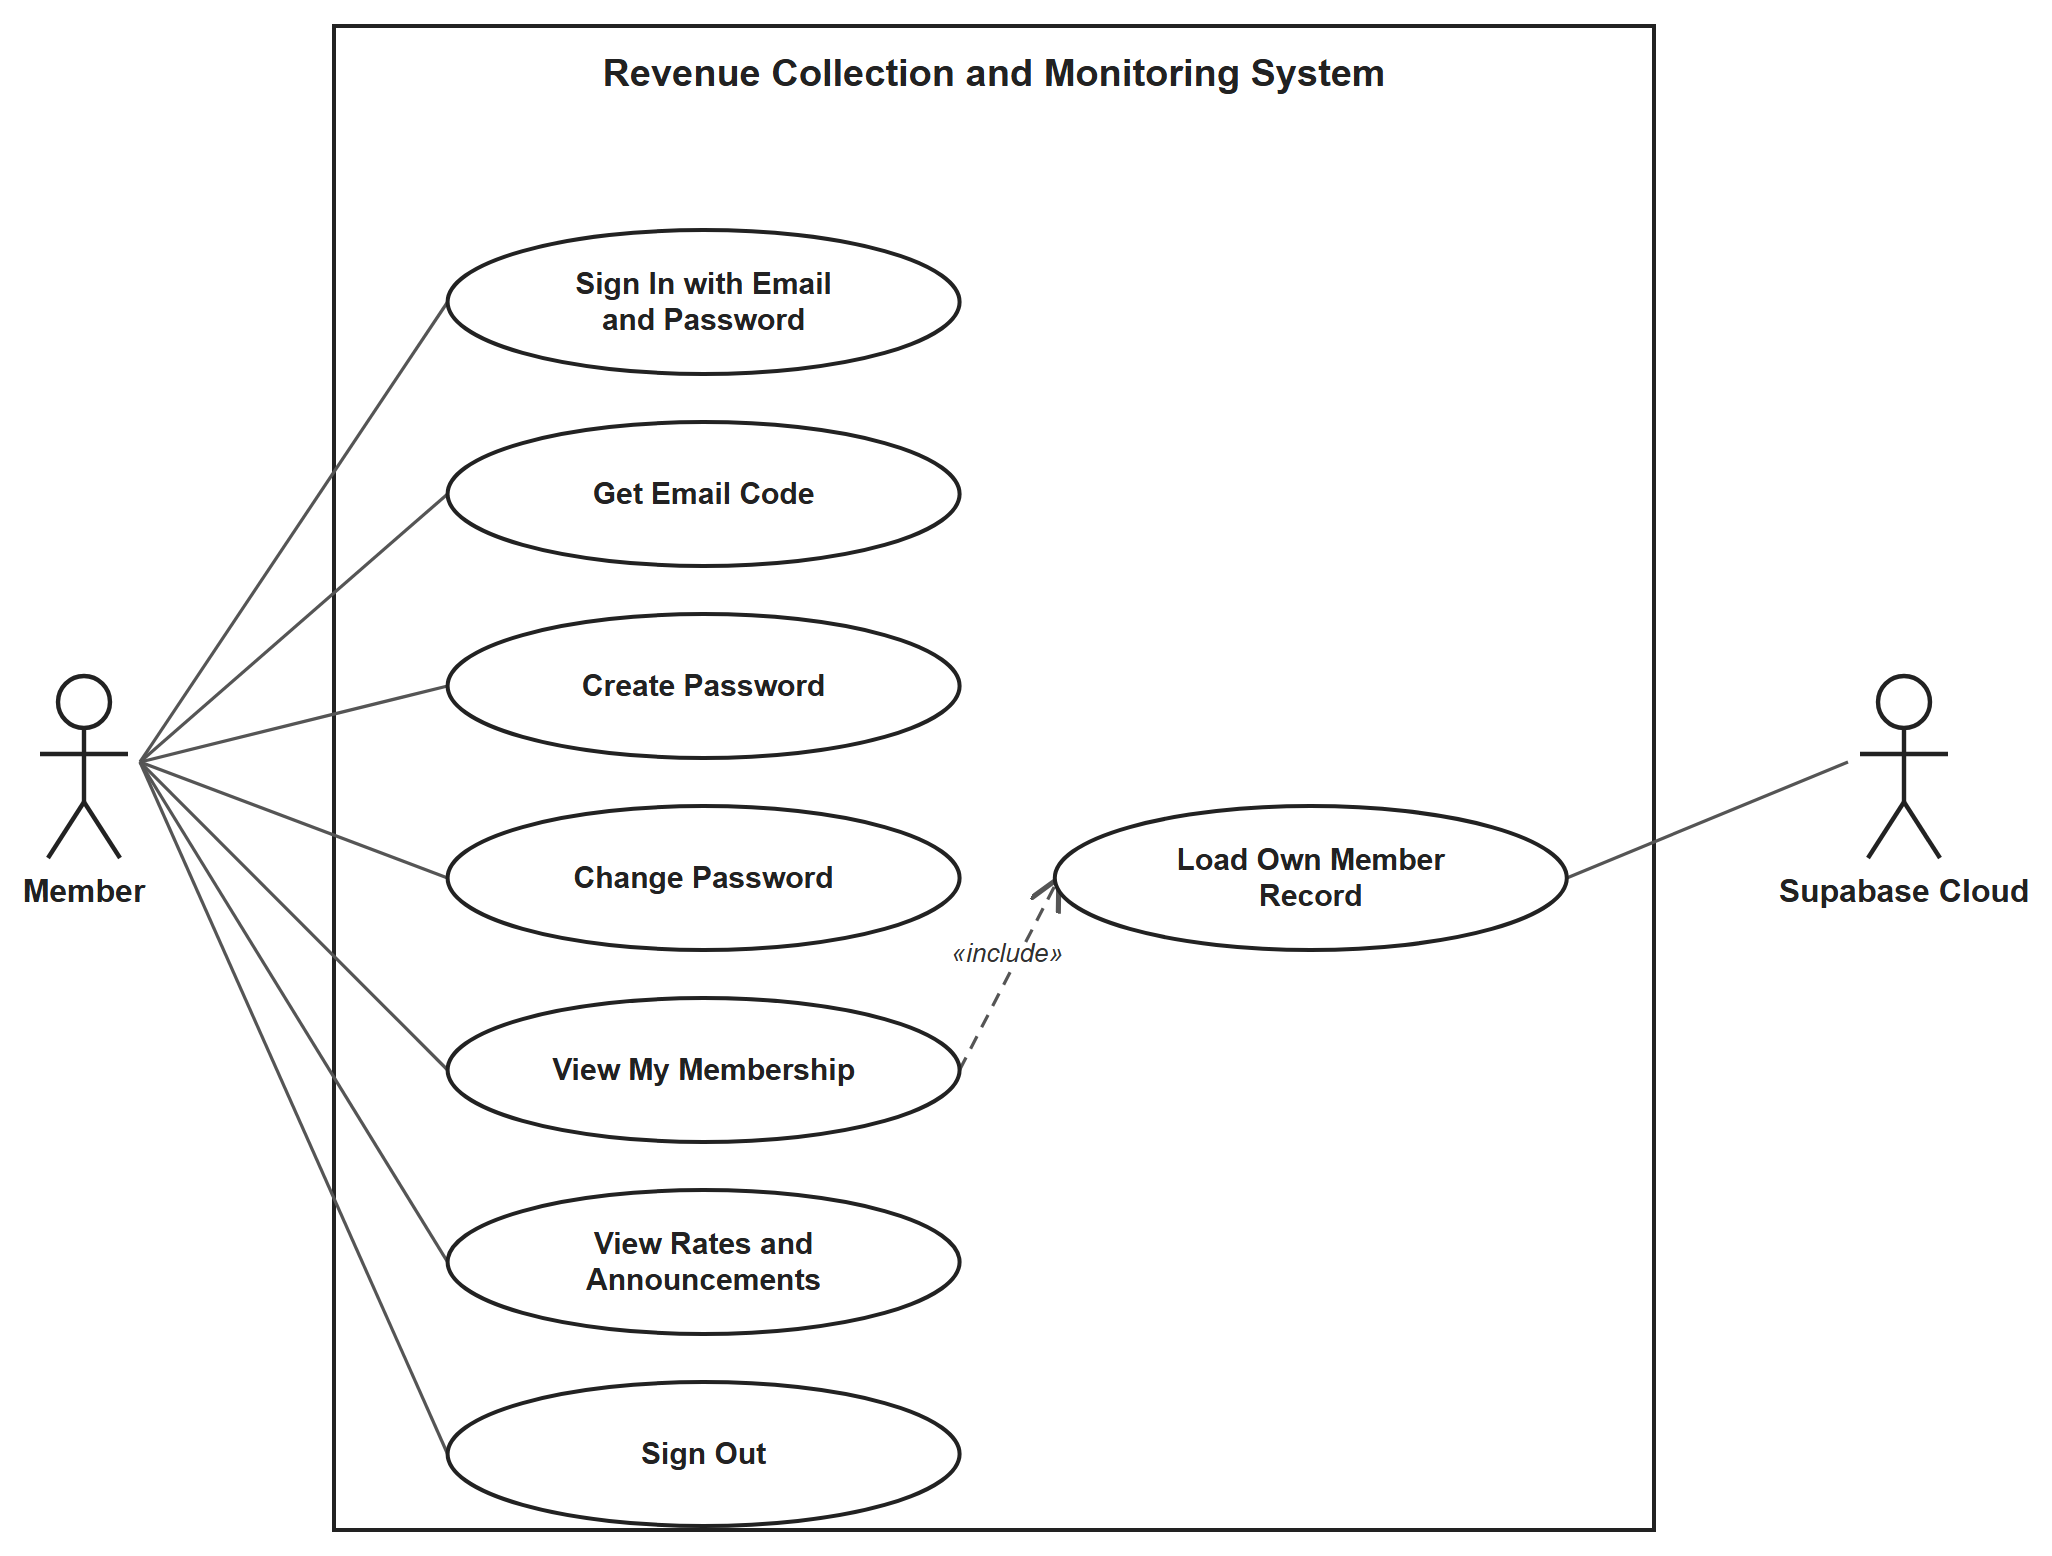 Revenue Collection and Monitoring System
Sign In with Email
and Password
Get Email Code
Create Password
Member
Change Password
Load Own Member
Record
Supabase Cloud
«include»
View My Membership
View Rates and
Announcements
Sign Out